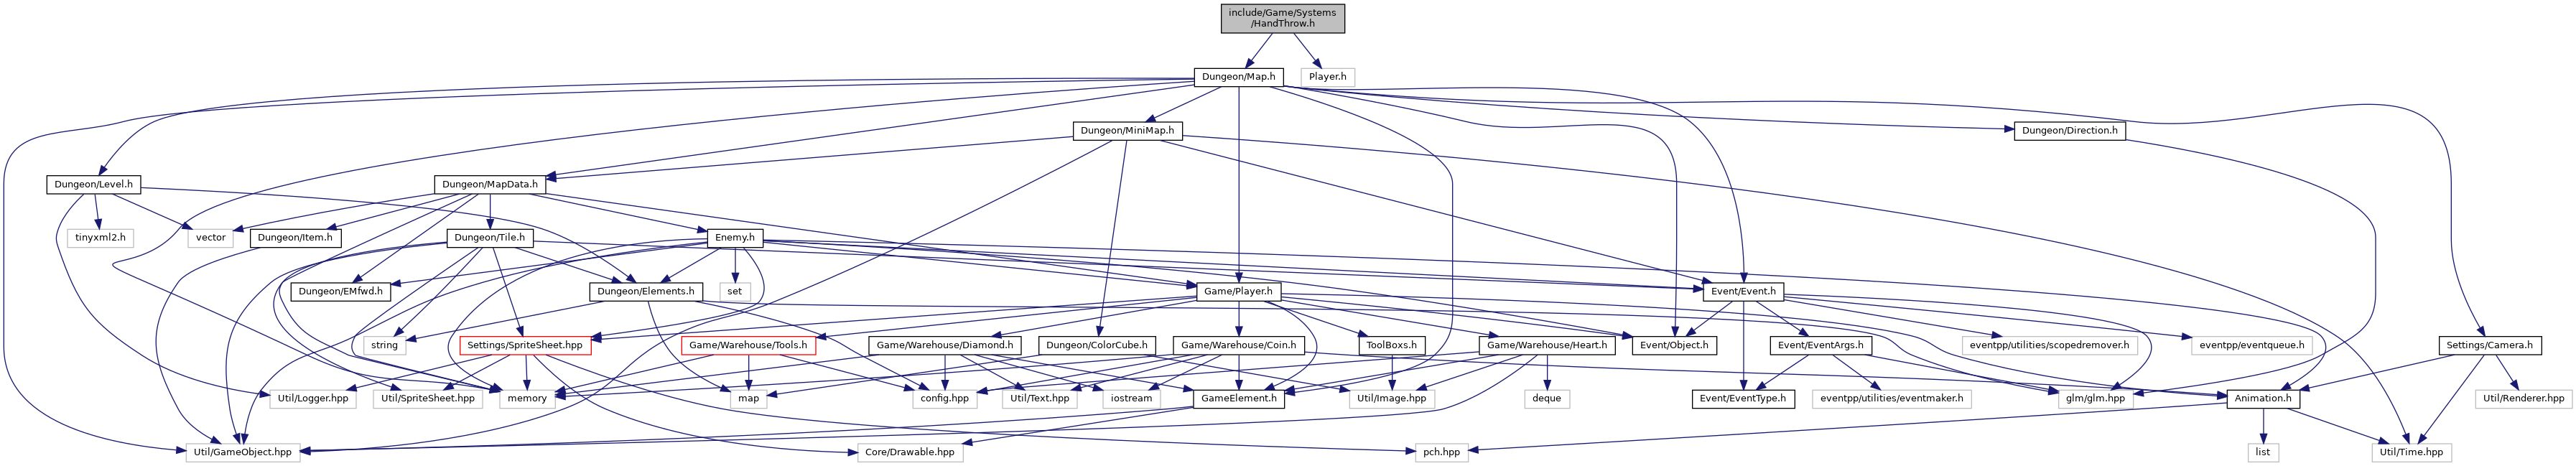 include/Game/Systems
/HandThrow.h
Dungeon/Map.h
Player.h
Dungeon/MiniMap.h
Dungeon/Direction.h
Dungeon/Level.h
Dungeon/MapData.h
tinyxml2.h
vector
Dungeon/Item.h
Dungeon/Tile.h
Enemy.h
Dungeon/EMfwd.h
Dungeon/Elements.h
set
Game/Player.h
Event/Event.h
string
Settings/SpriteSheet.hpp
Game/Warehouse/Tools.h
Game/Warehouse/Diamond.h
Dungeon/ColorCube.h
Game/Warehouse/Coin.h
ToolBoxs.h
Game/Warehouse/Heart.h
Event/Object.h
Event/EventArgs.h
eventpp/utilities/scopedremover.h
eventpp/eventqueue.h
Settings/Camera.h
Util/Logger.hpp
Util/SpriteSheet.hpp
memory
map
config.hpp
Util/Text.hpp
iostream
GameElement.h
Util/Image.hpp
deque
Event/EventType.h
eventpp/utilities/eventmaker.h
glm/glm.hpp
Animation.h
Util/Renderer.hpp
Util/GameObject.hpp
Core/Drawable.hpp
pch.hpp
list
Util/Time.hpp